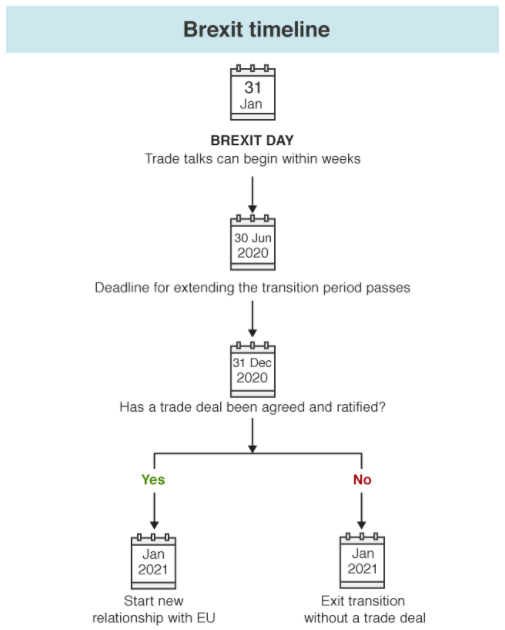 Brexit timeline
31
Jan
BREXIT DAY
Trade talks can begin within weeks
30 Jun
2020
Deadline for extending the transition period passes
31 Dec
2020
Has a trade deal been agreed and ratified?
Yes
No
Jan
2021
Jan
2021
Start new
relationship with EU
Exit transition
without a trade deal